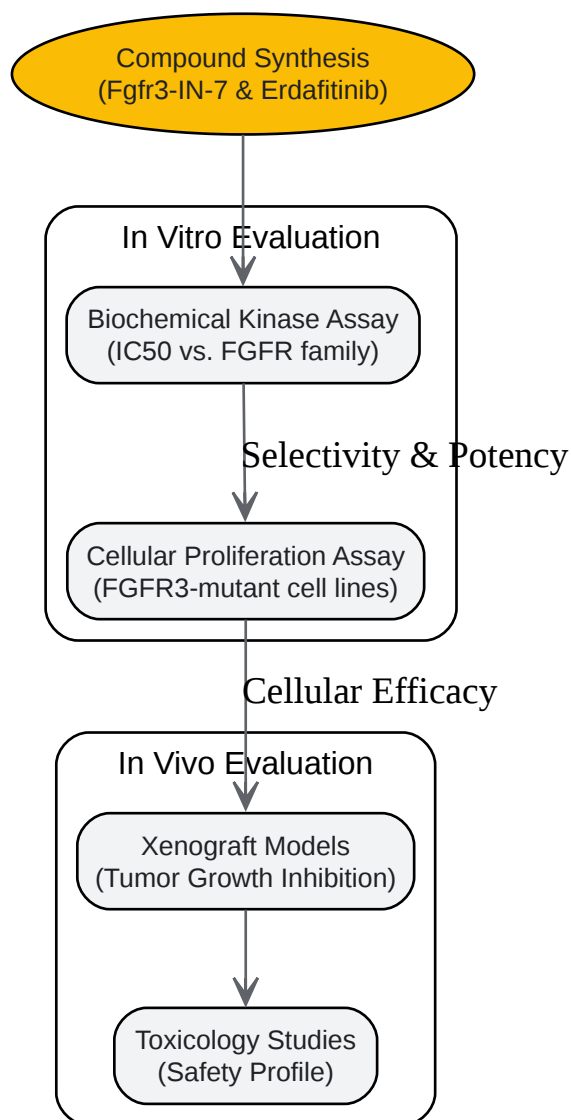 Compound Synthesis
(Fgfr3-IN-7 & Erdafitinib)
In Vitro Evaluation
Biochemical Kinase Assay
(IC50 vs. FGFR family)
Selectivity & Potency
Cellular Proliferation Assay
(FGFR3-mutant cell lines)
Cellular Efficacy
In Vivo Evaluation
Xenograft Models
(Tumor Growth Inhibition)
Toxicology Studies
(Safety Profile)